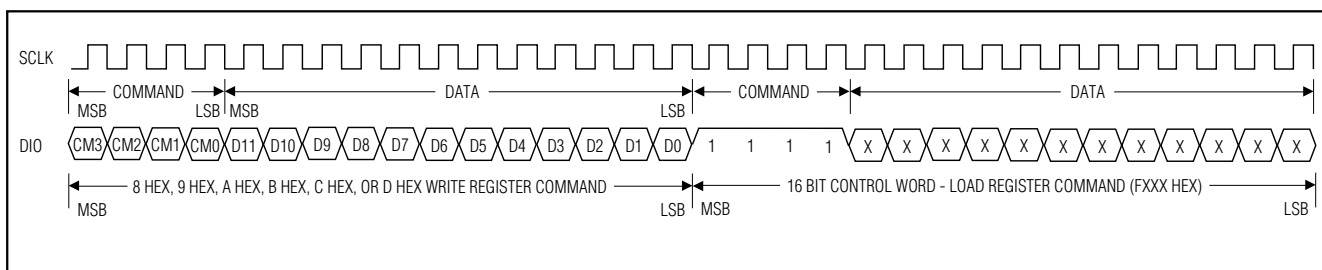 SCLK
COMMAND DATA COMMAND DATA
MSB LSB MSB LSB
DIO CM3 CM2 CM1 CM0 D11 D10 D9 D8 D7 D6 D5 D4 D3 D2 D1 D0 1 1 1 1 X X X X X X X X X X X X
8 HEX, 9 HEX, A HEX, B HEX, C HEX, OR D HEX WRITE REGISTER COMMAND 16 BIT CONTROL WORD - LOAD REGISTER COMMAND (FXXX HEX)
MSB LSB MSB LSB